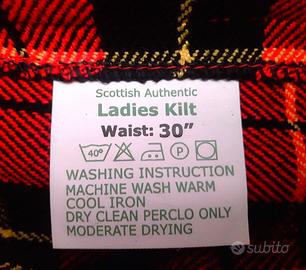 Scottish Authentic
Ladies Kilt
Waist: 30"
40°
P
WASHING INSTRUCTION
MACHINE WASH WARM
COOL IRON
DRY CLEAN PERCLO ONLY
MODERATE DRYING
subito